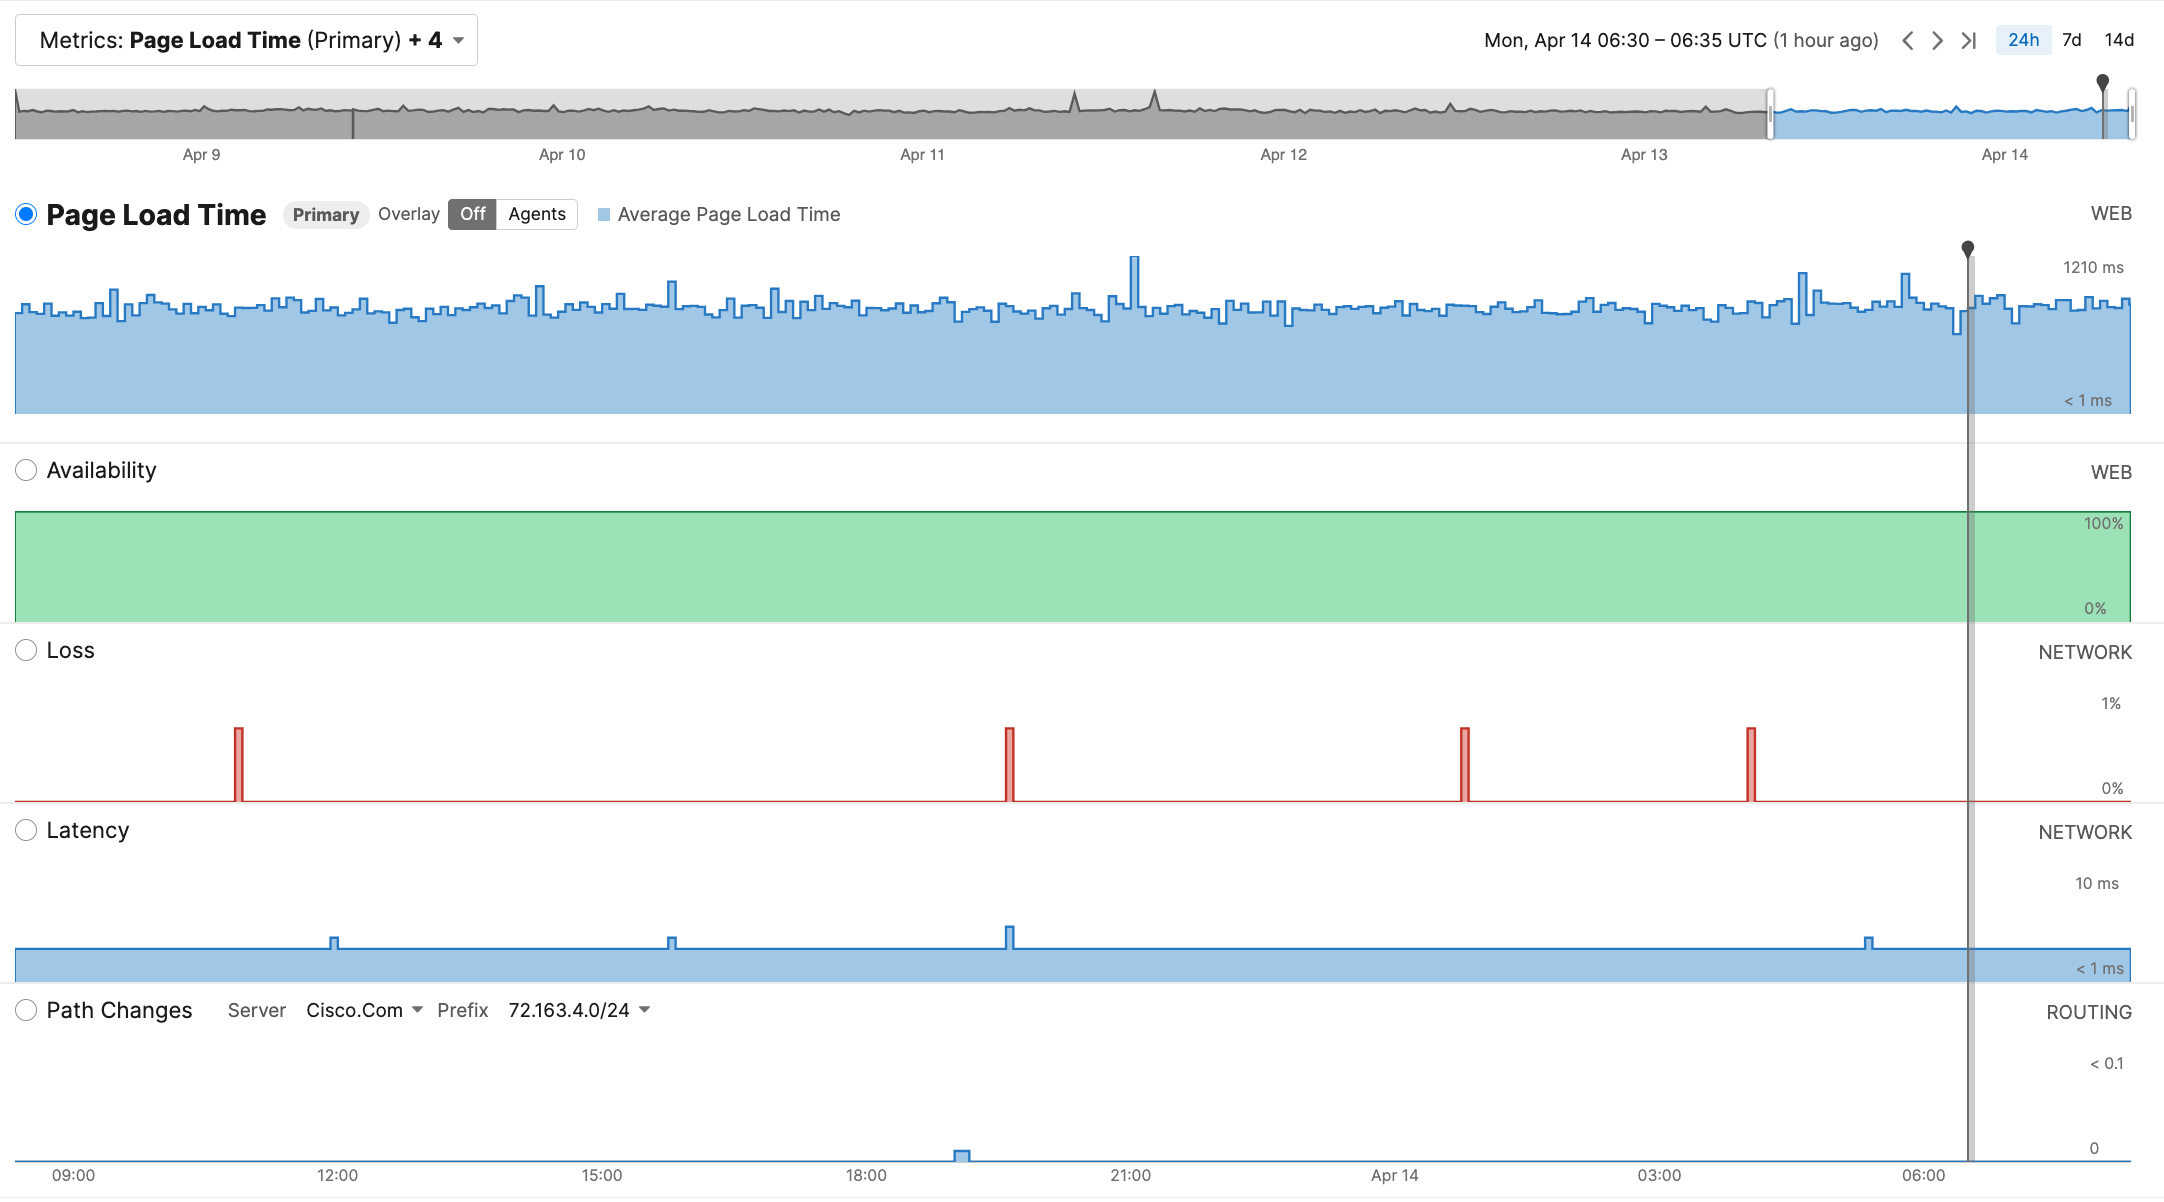 Metrics: Page Load Time (Primary) + 4
Mon, Apr 14 06:30 – 06:35 UTC (1 hour ago) 24h 7d 14d
Apr 9 Apr 10 Apr 11 Apr 12 Apr 13 Apr 14
Page Load Time Primary Overlay Off Agents Average Page Load Time WEB
1210 ms
< 1 ms
Availability WEB
100%
0%
Loss NETWORK
1%
0%
Latency NETWORK
10 ms
< 1 ms
Path Changes Server Cisco.Com Prefix 72.163.4.0/24 ROUTING
< 0.1
0
09:00 12:00 15:00 18:00 21:00 Apr 14 03:00 06:00